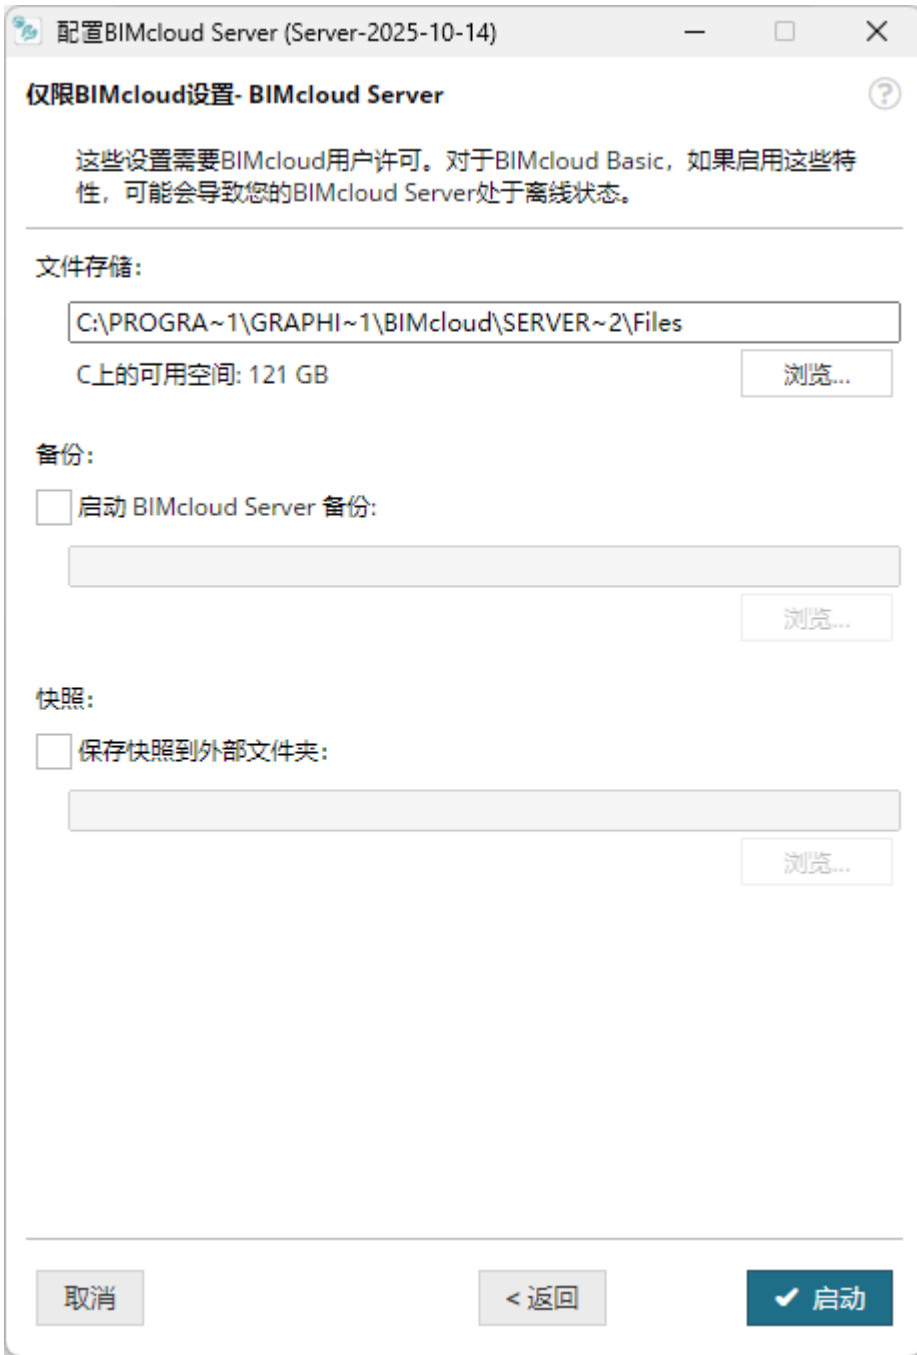 配置BIMcloud Server (Server-2025-10-14)
仅限BIMcloud设置- BIMcloud Server
这些设置需要BIMcloud用户许可。对于BIMcloud Basic，如果启用这些特
性，可能会导致您的BIMcloud Server处于离线状态。
文件存储：
C:\PROGRA~1\GRAPHI~1\BIMcloud\SERVER~2\Files
C上的可用空间: 121 GB
浏览...
备份：
启动 BIMcloud Server 备份:
浏览...
快照：
保存快照到外部文件夹：
浏览...
取消
< 返回
启动